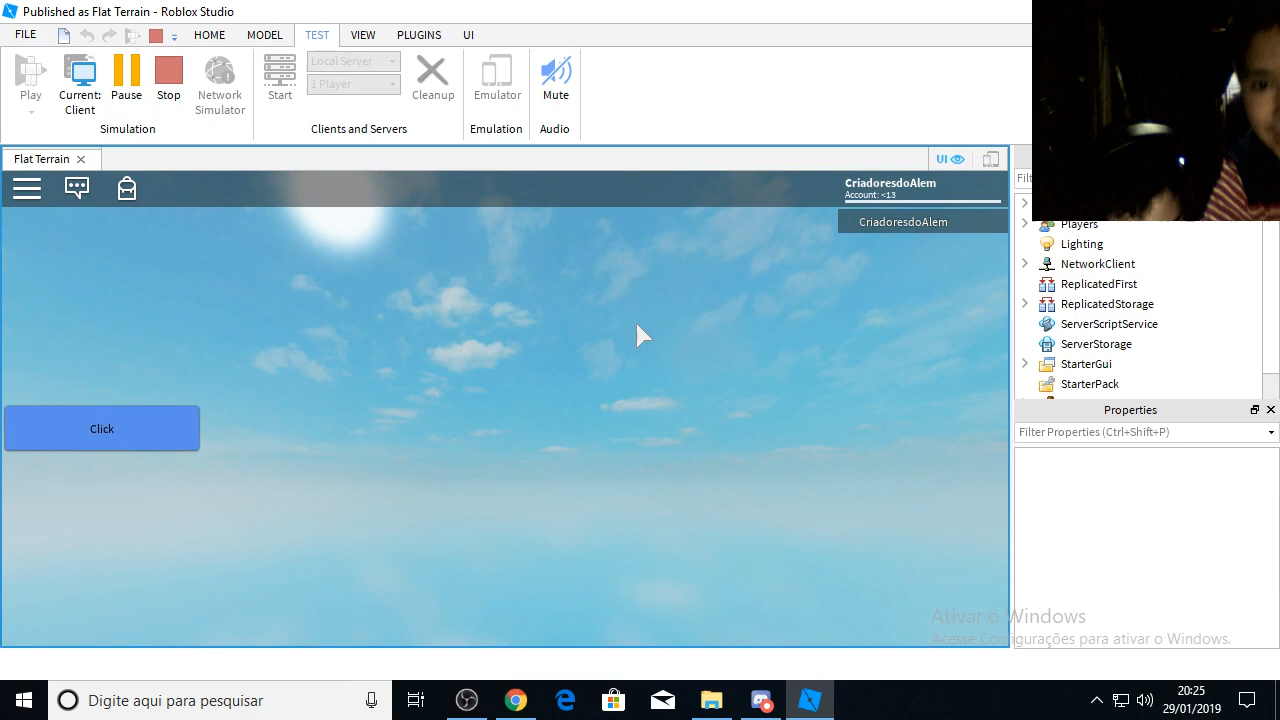 Published as Flat Terrain - Roblox Studio
FILE HOME MODEL TEST VIEW PLUGINS UI
Play
Current: Client
Pause
Stop
Network Simulator
Simulation
Start
Local Server
1 Player
Cleanup
Clients and Servers
Emulator
Emulation
Mute
Audio
Flat Terrain
UI
CriadoresdoAlem
Account: <13
CriadoresdoAlem
Click
Filt
Players
Lighting
NetworkClient
ReplicatedFirst
ReplicatedStorage
ServerScriptService
ServerStorage
StarterGui
StarterPack
Properties
Filter Properties (Ctrl+Shift+P)
Ativar o Windows
Acesse Configurações para ativar o Windows.
Digite aqui para pesquisar
20:25
29/01/2019